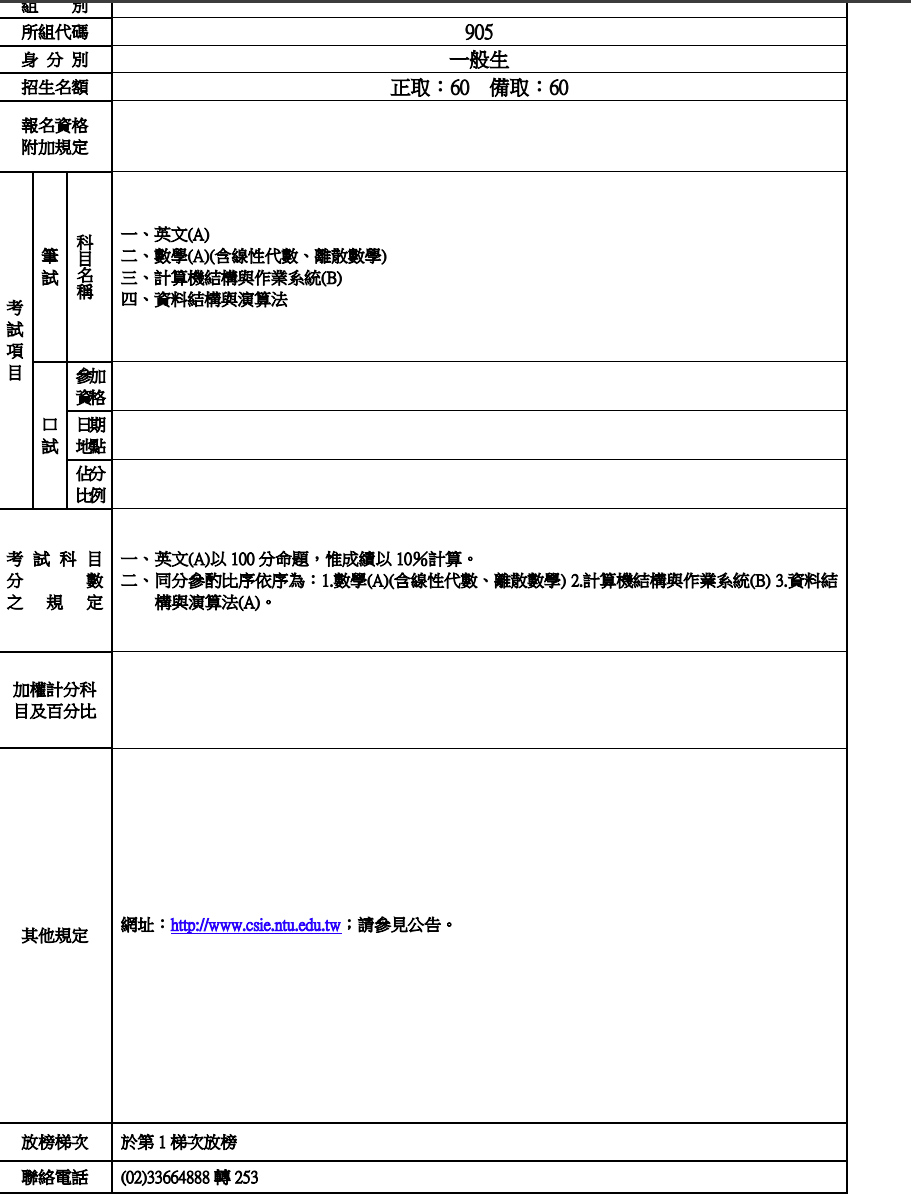 組 別
所組代碼 905
身分別 一般生
招生名額 正取：60 備取：60
報名資格
附加規定
考試項目
筆試
科目名稱
一、英文(A)
二、數學(A)(含線性代數、離散數學)
三、計算機結構與作業系統(B)
四、資料結構與演算法
口試
參加
資格
日期
地點
佔分
比例
考試科目
分數
之規定
一、英文(A)以 100 分命題，惟成績以 10%計算。
二、同分參酌比序依序為：1.數學(A)(含線性代數、離散數學) 2.計算機結構與作業系統(B) 3.資料結
構與演算法(A)。
加權計分科
目及百分比
其他規定
網址：http://www.csie.ntu.edu.tw；請參見公告。
放榜梯次 於第 1 梯次放榜
聯絡電話 (02)33664888 轉 253